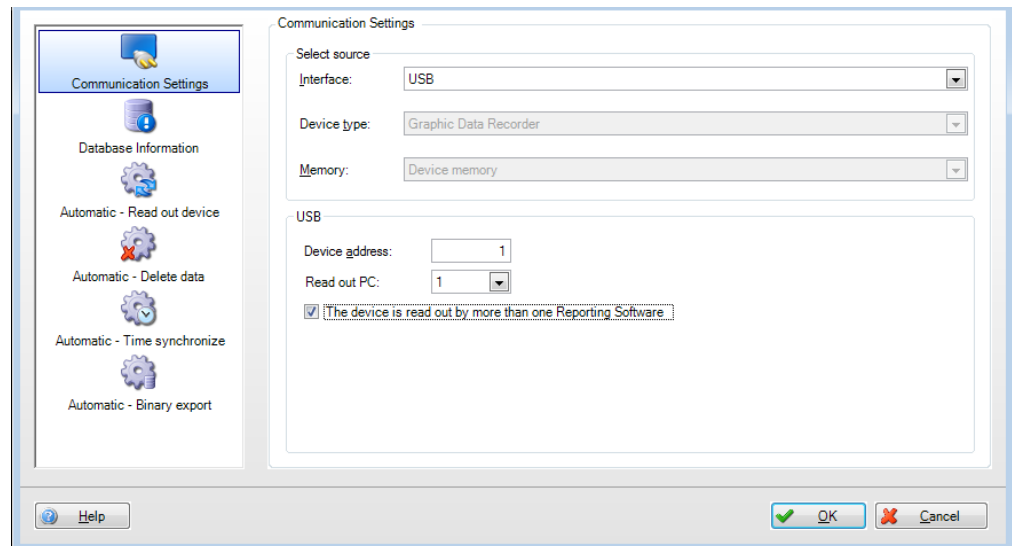 Communication Settings
Database Information
Automatic - Read out device
Automatic - Delete data
Automatic - Time synchronize
Automatic - Binary export
Communication Settings
Select source
Interface: USB
Device type: Graphic Data Recorder
Memory: Device memory
USB
Device address: 1
Read out PC: 1
The device is read out by more than one Reporting Software
Help OK Cancel